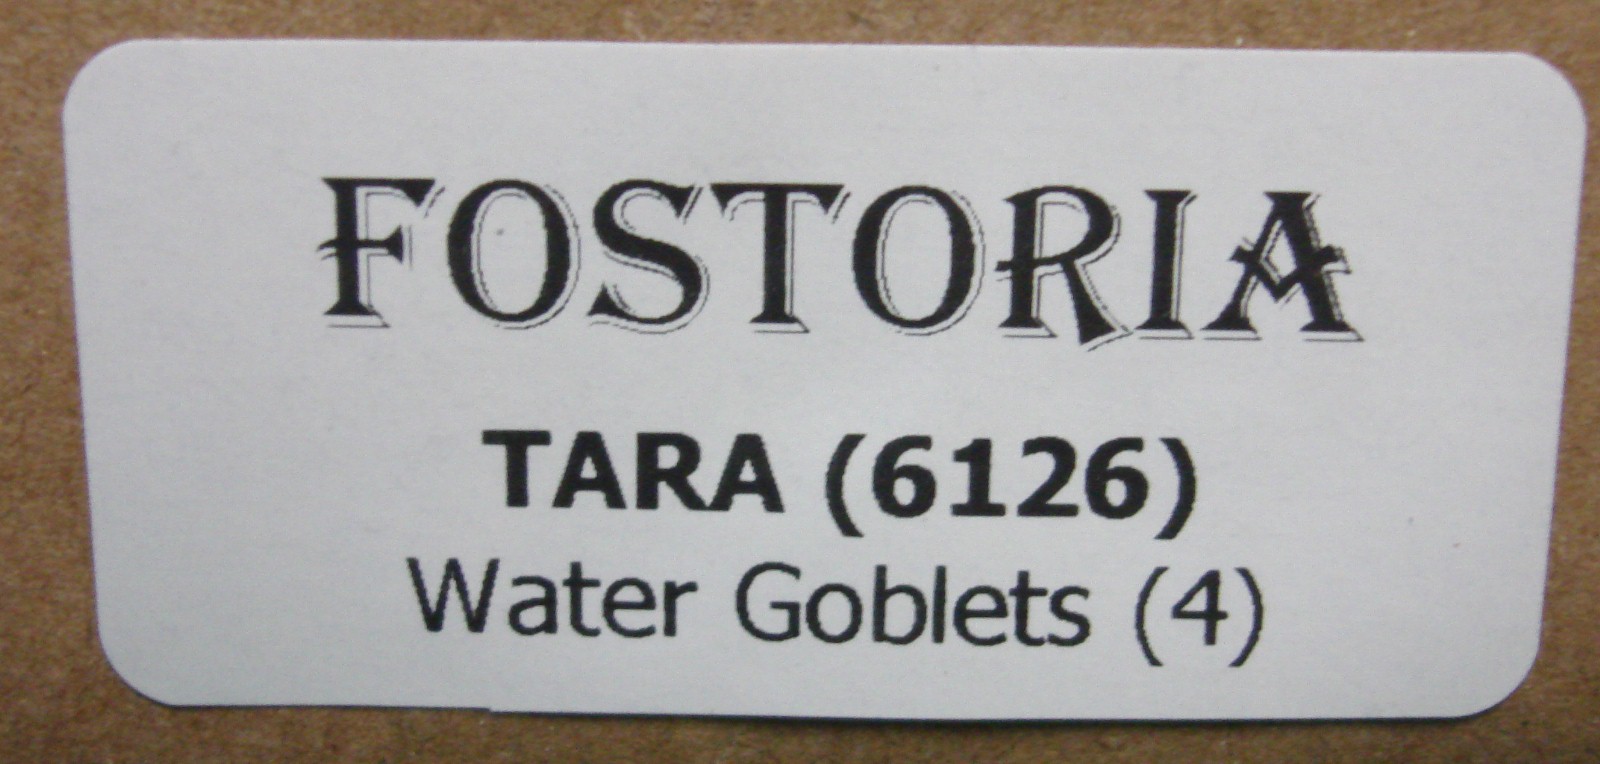 FOSTORIA
TARA (6126)
Water Goblets (4)